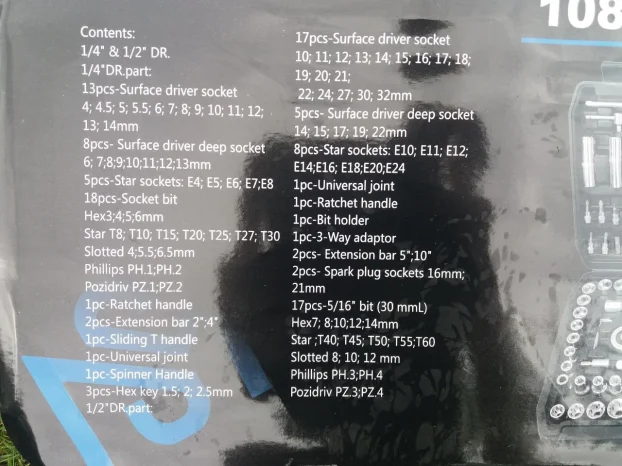 Contents:
1/4" & 1/2" DR.
1/4"DR.part:
13pcs-Surface driver socket
4; 4.5; 5; 5.5; 6; 7; 8; 9; 10; 11; 12;
13; 14mm
8pcs- Surface driver deep socket
6; 7;8;9;10;11;12;13mm
5pcs-Star sockets: E4; E5; E6; E7;E8
18pcs-Socket bit
Hex3;4;5;6mm
Star T8; T10; T15; T20; T25; T27; T30
Slotted 4;5.5;6.5mm
Phillips PH.1;PH.2
Pozidriv PZ.1;PZ.2
1pc-Ratchet handle
2pcs-Extension bar 2";4"
1pc-Sliding T handle
1pc-Universal joint
1pc-Spinner Handle
3pcs-Hex key 1.5; 2; 2.5mm
1/2"DR.part:
17pcs-Surface driver socket
10; 11; 12; 13; 14; 15; 16; 17; 18;
19; 20; 21;
22; 24; 27; 30; 32mm
5pcs- Surface driver deep socket
14; 15; 17; 19; 22mm
8pcs-Star sockets: E10; E11; E12;
E14;E16; E18;E20;E24
1pc-Universal joint
1pc-Ratchet handle
1pc-Bit holder
1pc-3-Way adaptor
2pcs- Extension bar 5";10"
2pcs- Spark plug sockets 16mm;
21mm
17pcs-5/16" bit (30 mmL)
Hex7; 8;10;12;14mm
Star ;T40; T45; T50; T55;T60
Slotted 8; 10; 12 mm
Phillips PH.3;PH.4
Pozidriv PZ.3;PZ.4
108